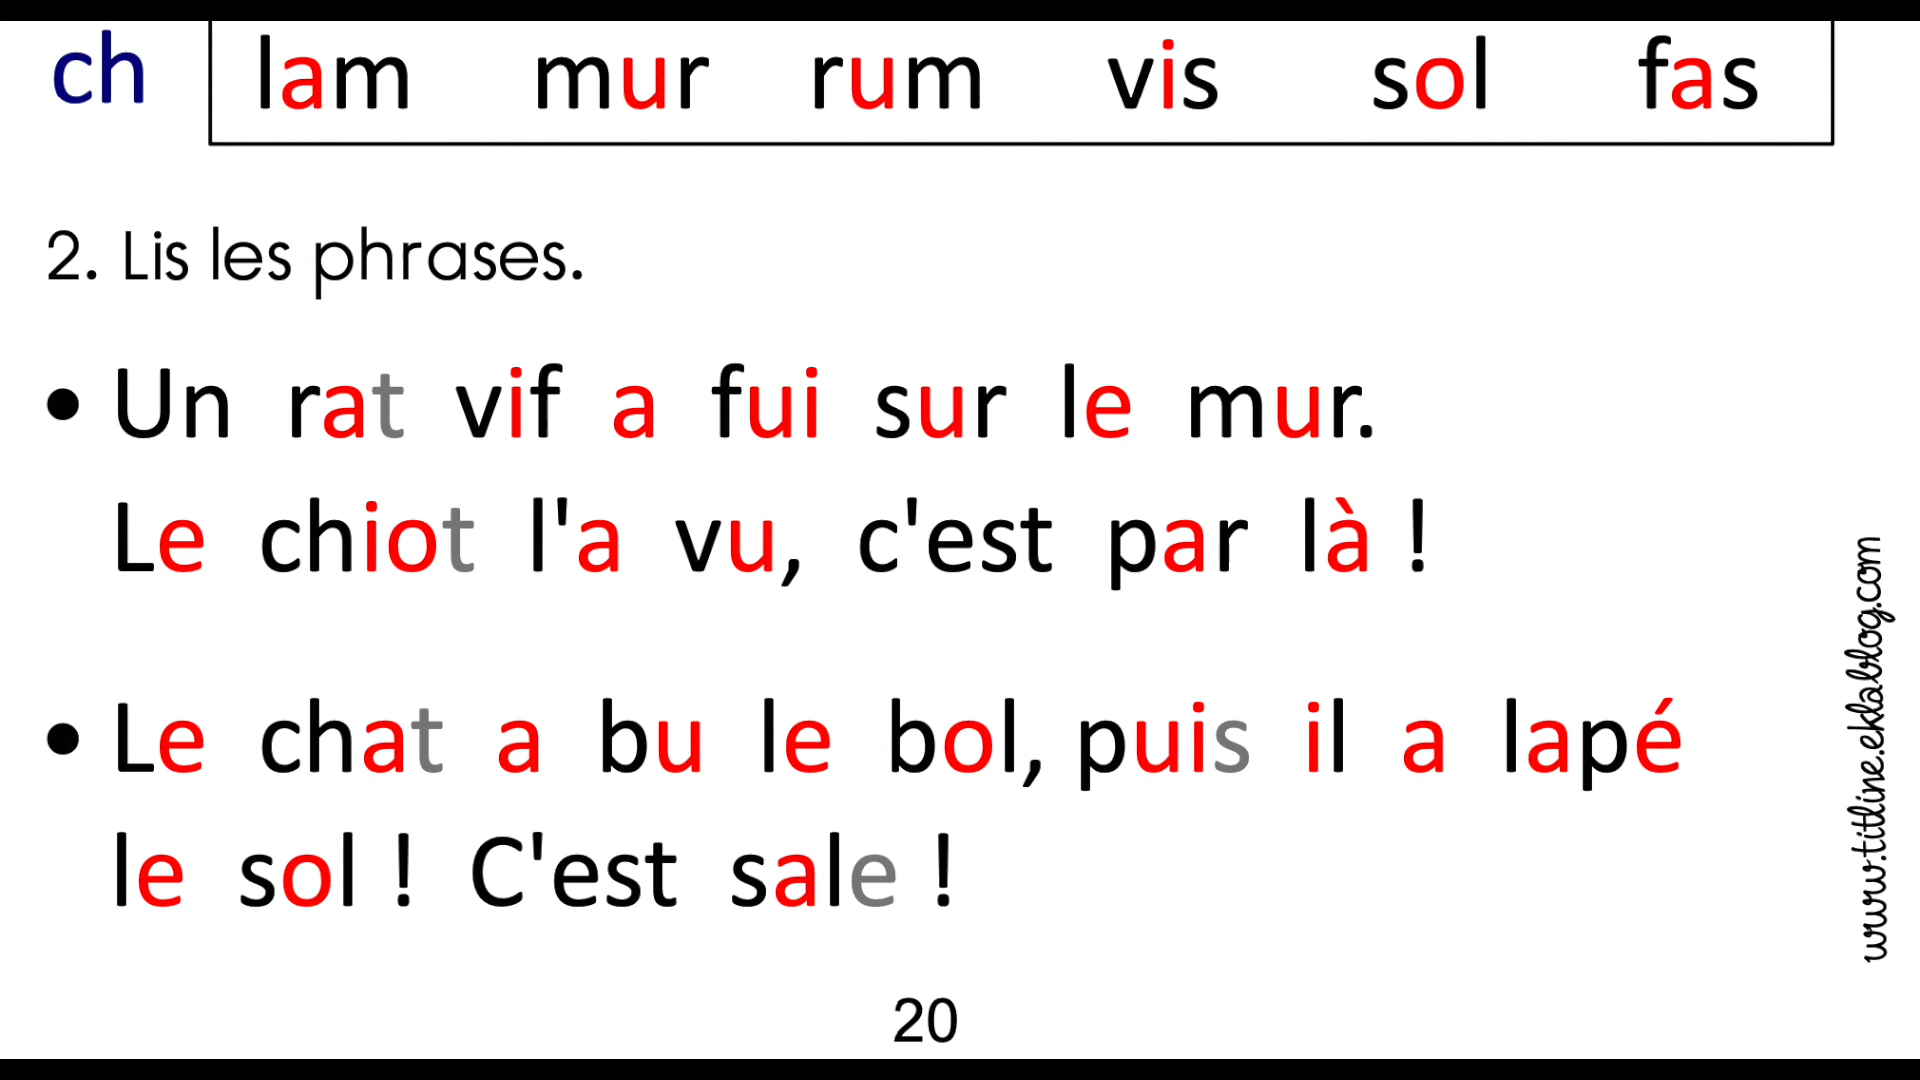 ch lam mur rum vis sol fas
2. Lis les phrases.
• Un rat vif a fui sur le mur.
Le chiot l'a vu, c'est par là !
• Le chat a bu le bol, puis il a lapé
le sol ! C'est sale !
20
www.titline.eklablog.com